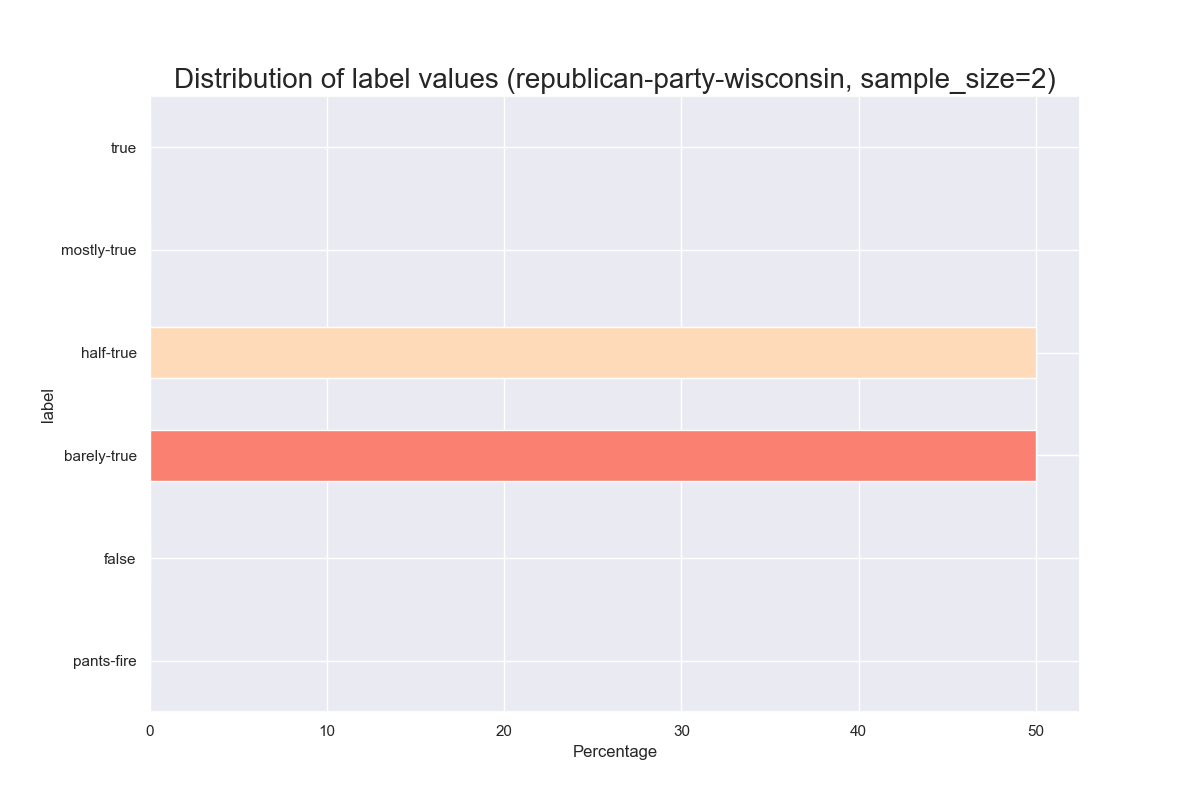 Distribution of label values (republican-party-wisconsin, sample_size=2)
true
mostly-true
half-true
label
barely-true
false
pants-fire
0 10 20 30 40 50
Percentage